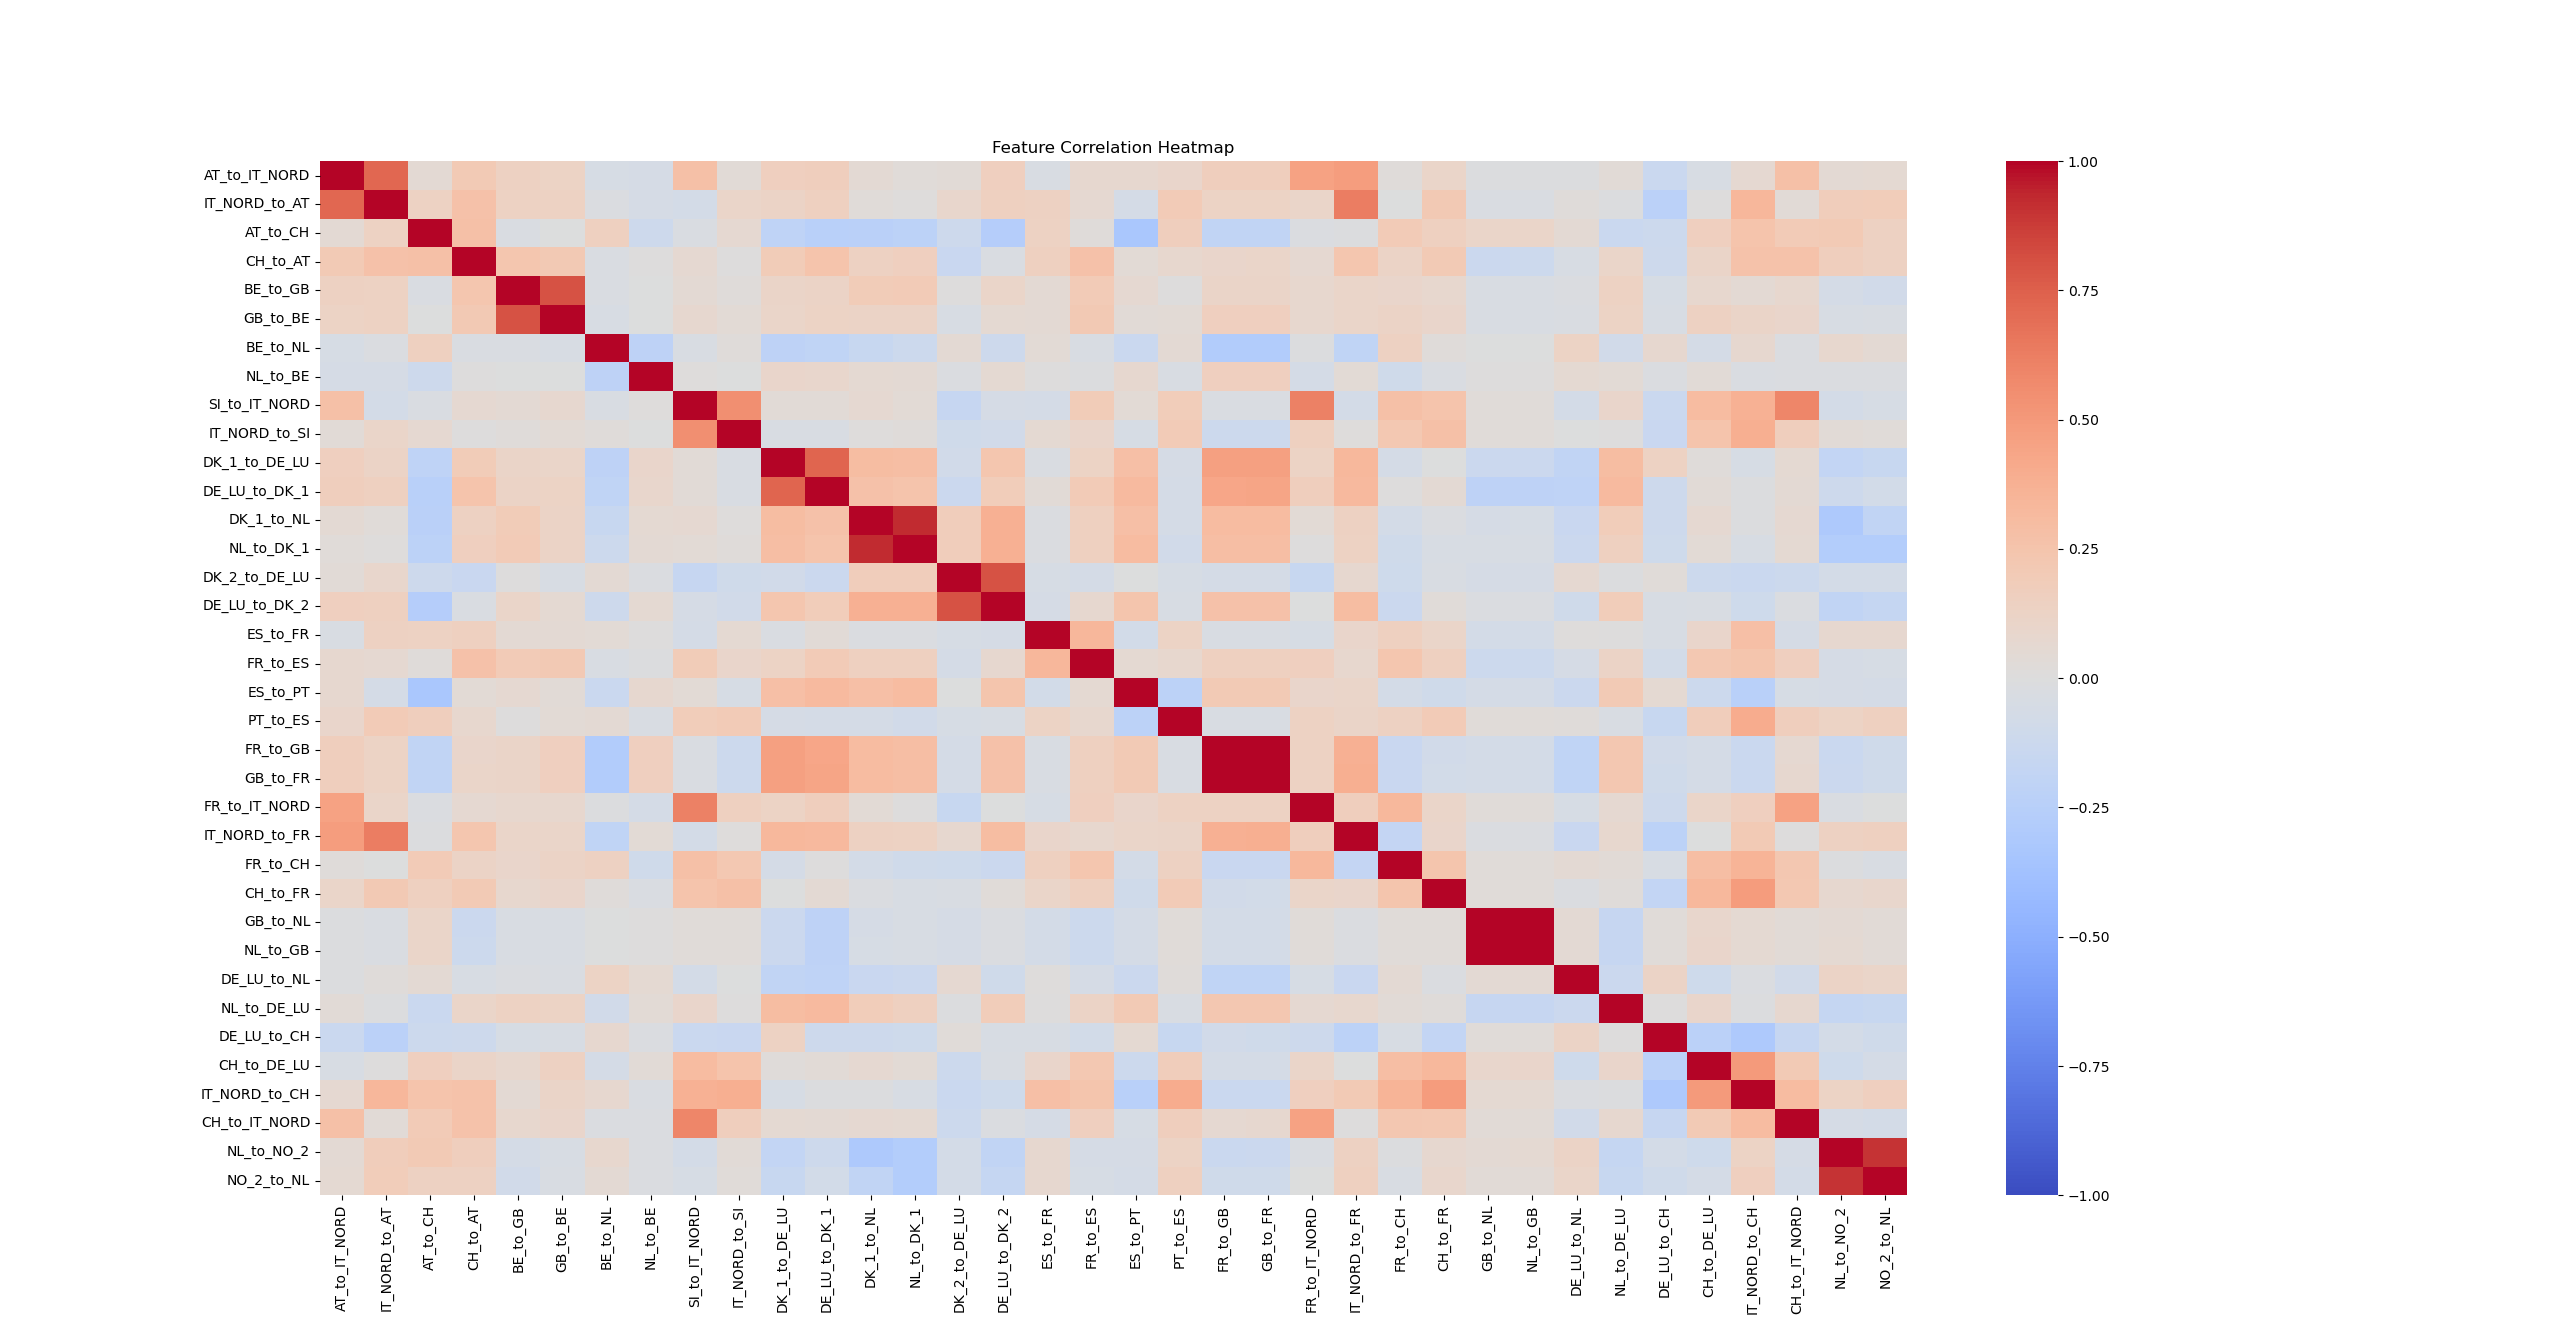 Feature Correlation Heatmap
AT_to_IT_NORD
IT_NORD_to_AT
AT_to_CH
CH_to_AT
BE_to_GB
GB_to_BE
BE_to_NL
NL_to_BE
SI_to_IT_NORD
IT_NORD_to_SI
DK_1_to_DE_LU
DE_LU_to_DK_1
DK_1_to_NL
NL_to_DK_1
DK_2_to_DE_LU
DE_LU_to_DK_2
ES_to_FR
FR_to_ES
ES_to_PT
PT_to_ES
FR_to_GB
GB_to_FR
FR_to_IT_NORD
IT_NORD_to_FR
FR_to_CH
CH_to_FR
GB_to_NL
NL_to_GB
DE_LU_to_NL
NL_to_DE_LU
DE_LU_to_CH
CH_to_DE_LU
IT_NORD_to_CH
CH_to_IT_NORD
NL_to_NO_2
NO_2_to_NL
AT_to_IT_NORD
IT_NORD_to_AT
AT_to_CH
CH_to_AT
BE_to_GB
GB_to_BE
BE_to_NL
NL_to_BE
SI_to_IT_NORD
IT_NORD_to_SI
DK_1_to_DE_LU
DE_LU_to_DK_1
DK_1_to_NL
NL_to_DK_1
DK_2_to_DE_LU
DE_LU_to_DK_2
ES_to_FR
FR_to_ES
ES_to_PT
PT_to_ES
FR_to_GB
GB_to_FR
FR_to_IT_NORD
IT_NORD_to_FR
FR_to_CH
CH_to_FR
GB_to_NL
NL_to_GB
DE_LU_to_NL
NL_to_DE_LU
DE_LU_to_CH
CH_to_DE_LU
IT_NORD_to_CH
CH_to_IT_NORD
NL_to_NO_2
NO_2_to_NL
1.00
0.75
0.50
0.25
0.00
−0.25
−0.50
−0.75
−1.00